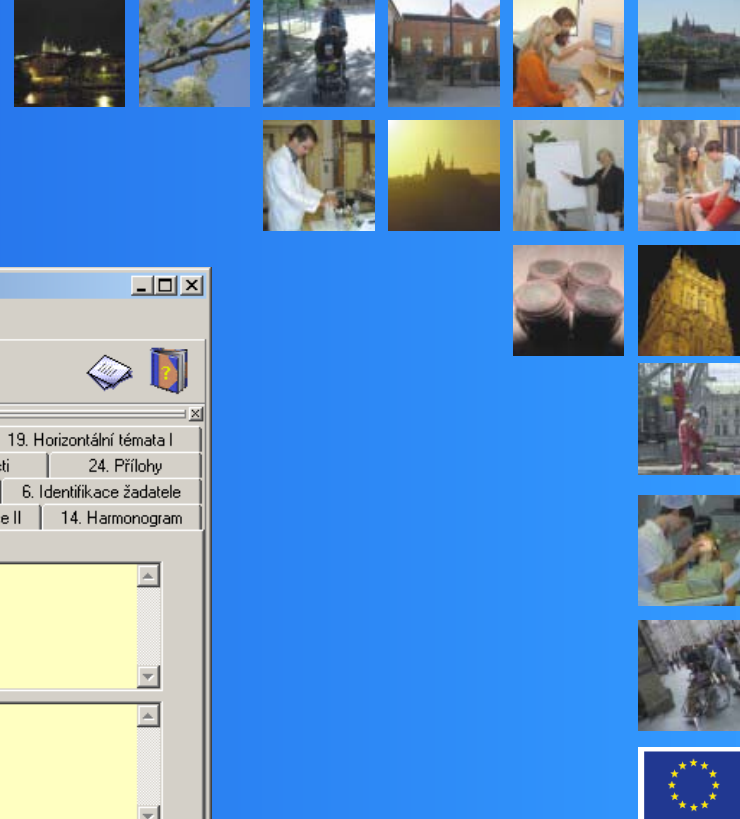 19. Horizontální témata I
24. Přílohy
6. Identifikace žadatele
14. Harmonogram